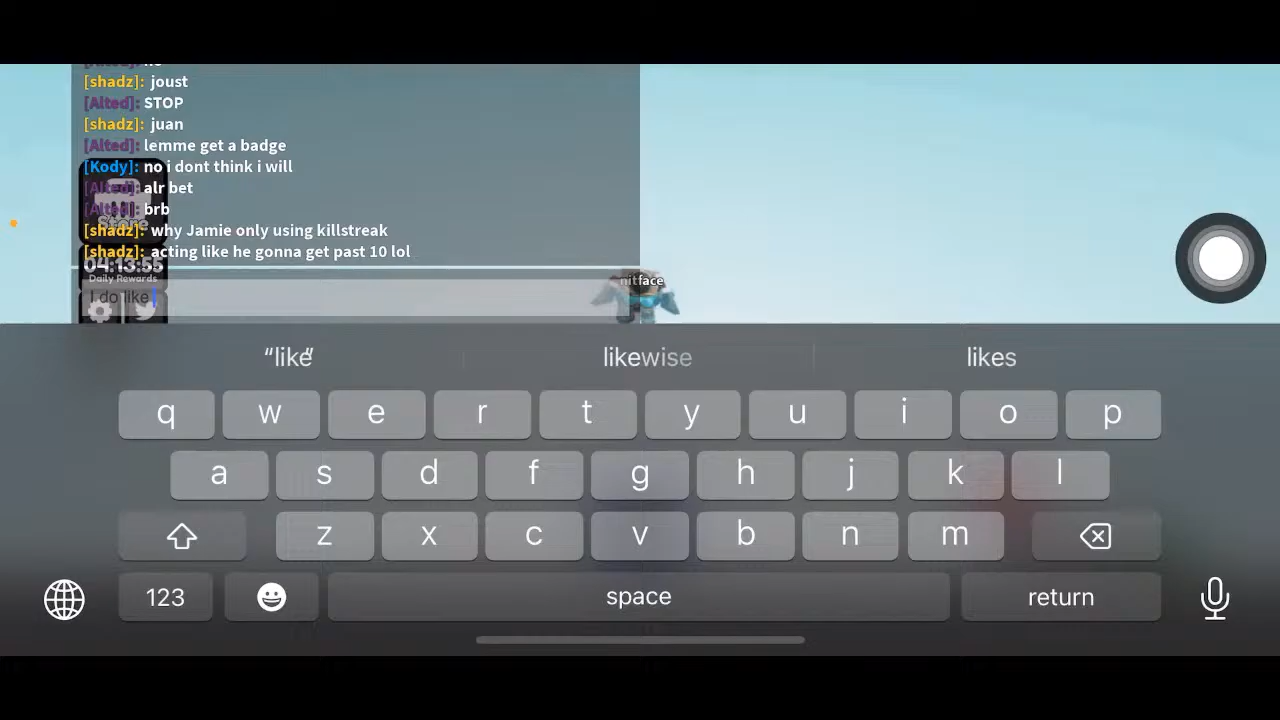 [shadz]: joust
[Alted]: STOP
[shadz]: juan
[Alted]: lemme get a badge
[Kody]: no i dont think i will
[Alted]: alr bet
[Alted]: brb
Store
[shadz]: why Jamie only using killstreak
[shadz]: acting like he gonna get past 10 lol
04:13:55
Daily Rewards
nitface
I do like
“like” likewise likes
q w e r t y u i o p
a s d f g h j k l
z x c v b n m
123 space return